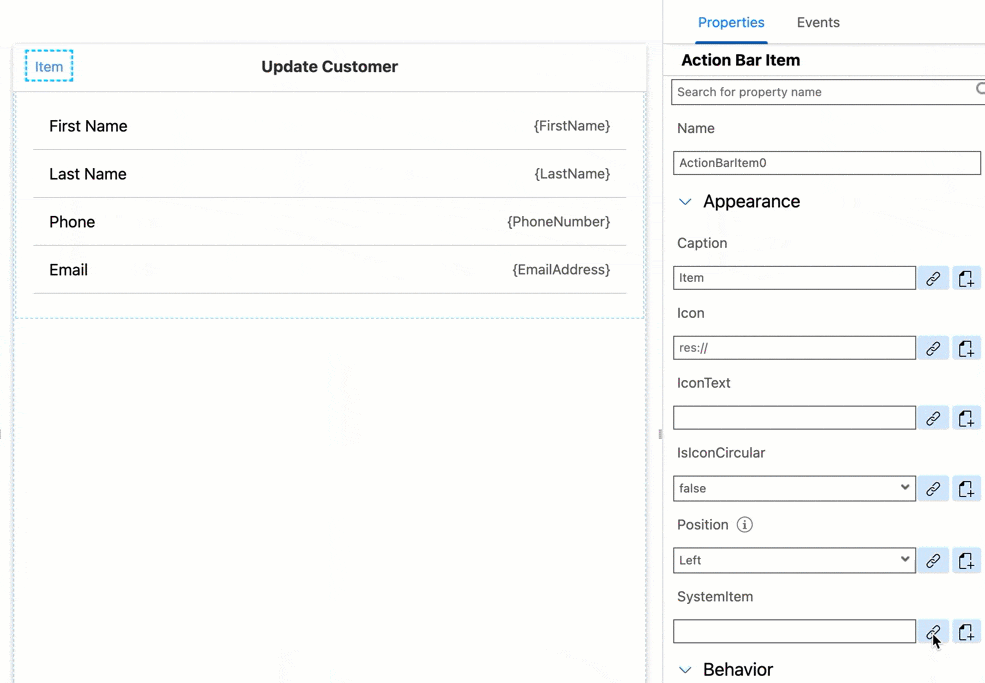 Item
Update Customer
First Name {FirstName}
Last Name {LastName}
Phone {PhoneNumber}
Email {EmailAddress}
Properties Events
Action Bar Item
Search for property name
Name
ActionBarItem0
Appearance
Caption
Item
Icon
res://
IconText
IsIconCircular
false
Position
Left
SystemItem
Behavior